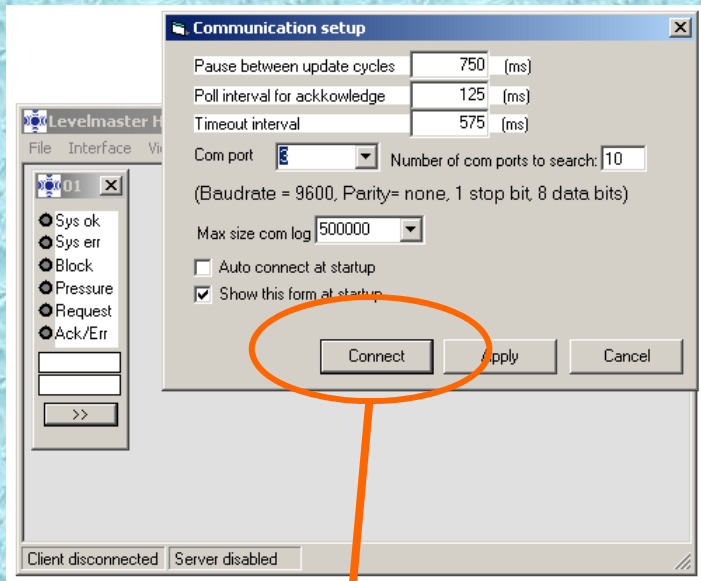 Communication setup
Pause between update cycles 750 (ms)
Poll interval for ackkowledge 125 (ms)
Timeout interval 575 (ms)
Com port 3 Number of com ports to search: 10
(Baudrate = 9600, Parity= none, 1 stop bit, 8 data bits)
Max size com log 500000
Auto connect at startup
Show this form at startup
Connect Apply Cancel
Levelmaster H
File Interface Vi
01
Sys ok
Sys err
Block
Pressure
Request
Ack/Err
>>
Client disconnected Server disabled